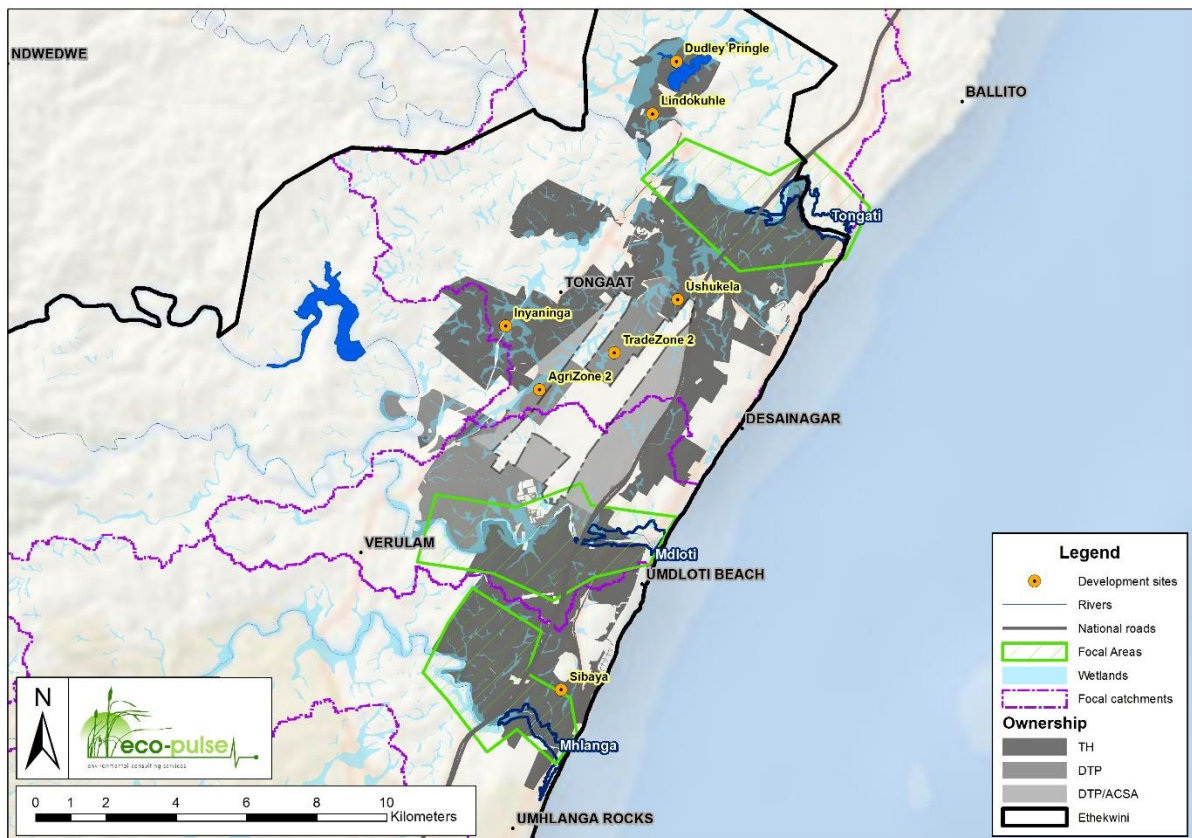 NDWEDWE
Dudley Pringle
BALLITO
Lindokuhle
Tongati
TONGAAT
Ushukela
Inyaninga
TradeZone 2
AgriZone 2
DESAINAGAR
VERULAM
Mdloti
UMDLOTI BEACH
Sibaya
Mhlanga
UMHLANGA ROCKS
N
eco-pulse
environmental consulting services
0 1 2 4 6 8 10
Kilometers
Legend
Development sites
Rivers
National roads
Focal Areas
Wetlands
Focal catchments
Ownership
TH
DTP
DTP/ACSA
Ethekwini